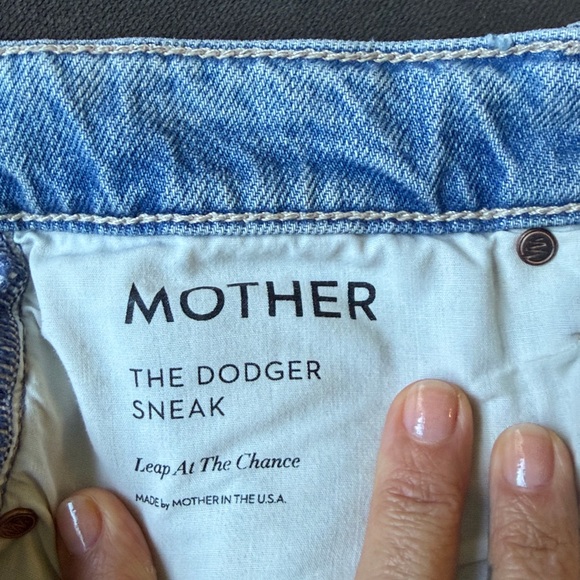 MOTHER
THE DODGER
SNEAK
Leap At The Chance
MADE by MOTHER IN THE U.S.A.